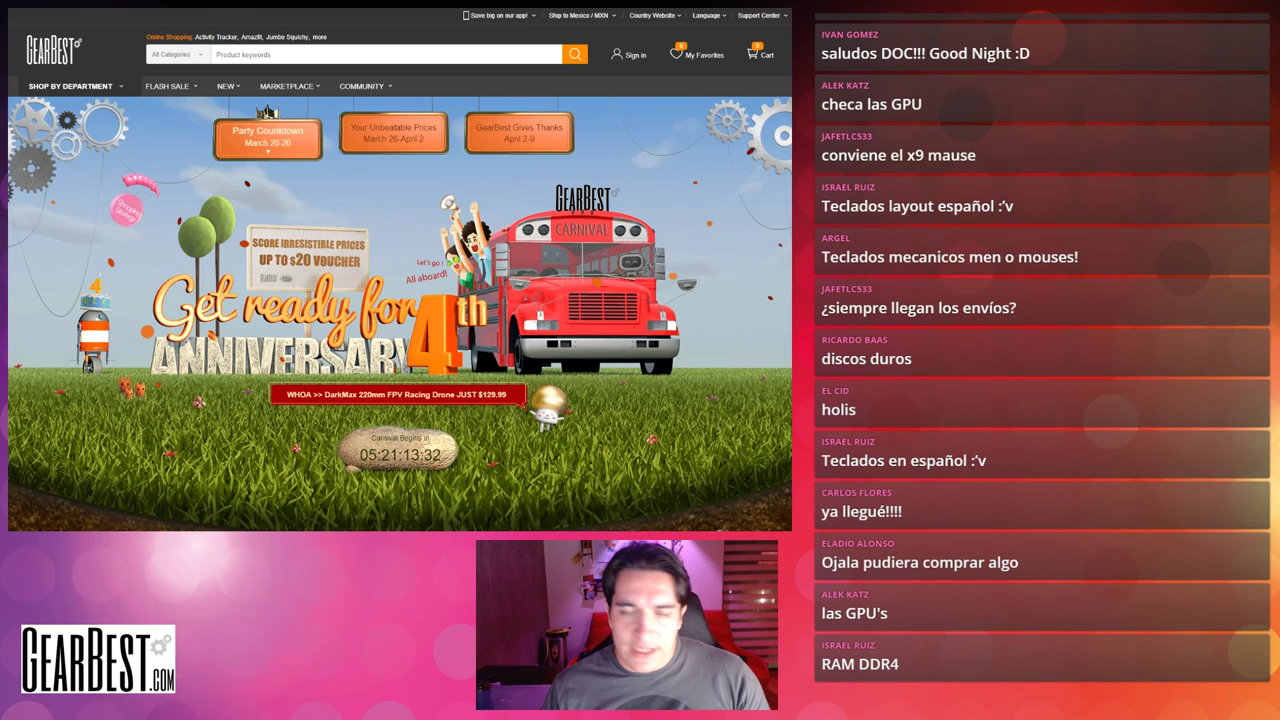 Save big on our app!
Ship to Mexico / MXN
Country Website
Language
Support Center
GEARBEST
Online Shopping Activity Tracker, Amazfit, Jumbo Squishy, more
All Categories
Product keywords
Sign in
0
My Favorites
0
Cart
SHOP BY DEPARTMENT
FLASH SALE
NEW
MARKETPLACE
COMMUNITY
Party Countdown
March 20-26
Your Unbeatable Prices
March 26-April 2
GearBest Gives Thanks
April 2-9
Shopping
Strategy
GEARBEST
CARNIVAL
SCORE IRRESISTIBLE PRICES
UP TO $20 VOUCHER
Let's go !
All aboard!
4
Get ready for 4th
ANNIVERSARY
WHOA >> DarkMax 220mm FPV Racing Drone JUST $129.99
Carnival Begins in
05:21:13:32
GEARBEST
.COM
IVAN GOMEZ
saludos DOC!!! Good Night :D
ALEK KATZ
checa las GPU
JAFETLC533
conviene el x9 mause
ISRAEL RUIZ
Teclados layout español :'v
ARGEL
Teclados mecanicos men o mouses!
JAFETLC533
¿siempre llegan los envíos?
RICARDO BAAS
discos duros
EL CID
holis
ISRAEL RUIZ
Teclados en español :'v
CARLOS FLORES
ya llegué!!!!
ELADIO ALONSO
Ojala pudiera comprar algo
ALEK KATZ
las GPU's
ISRAEL RUIZ
RAM DDR4